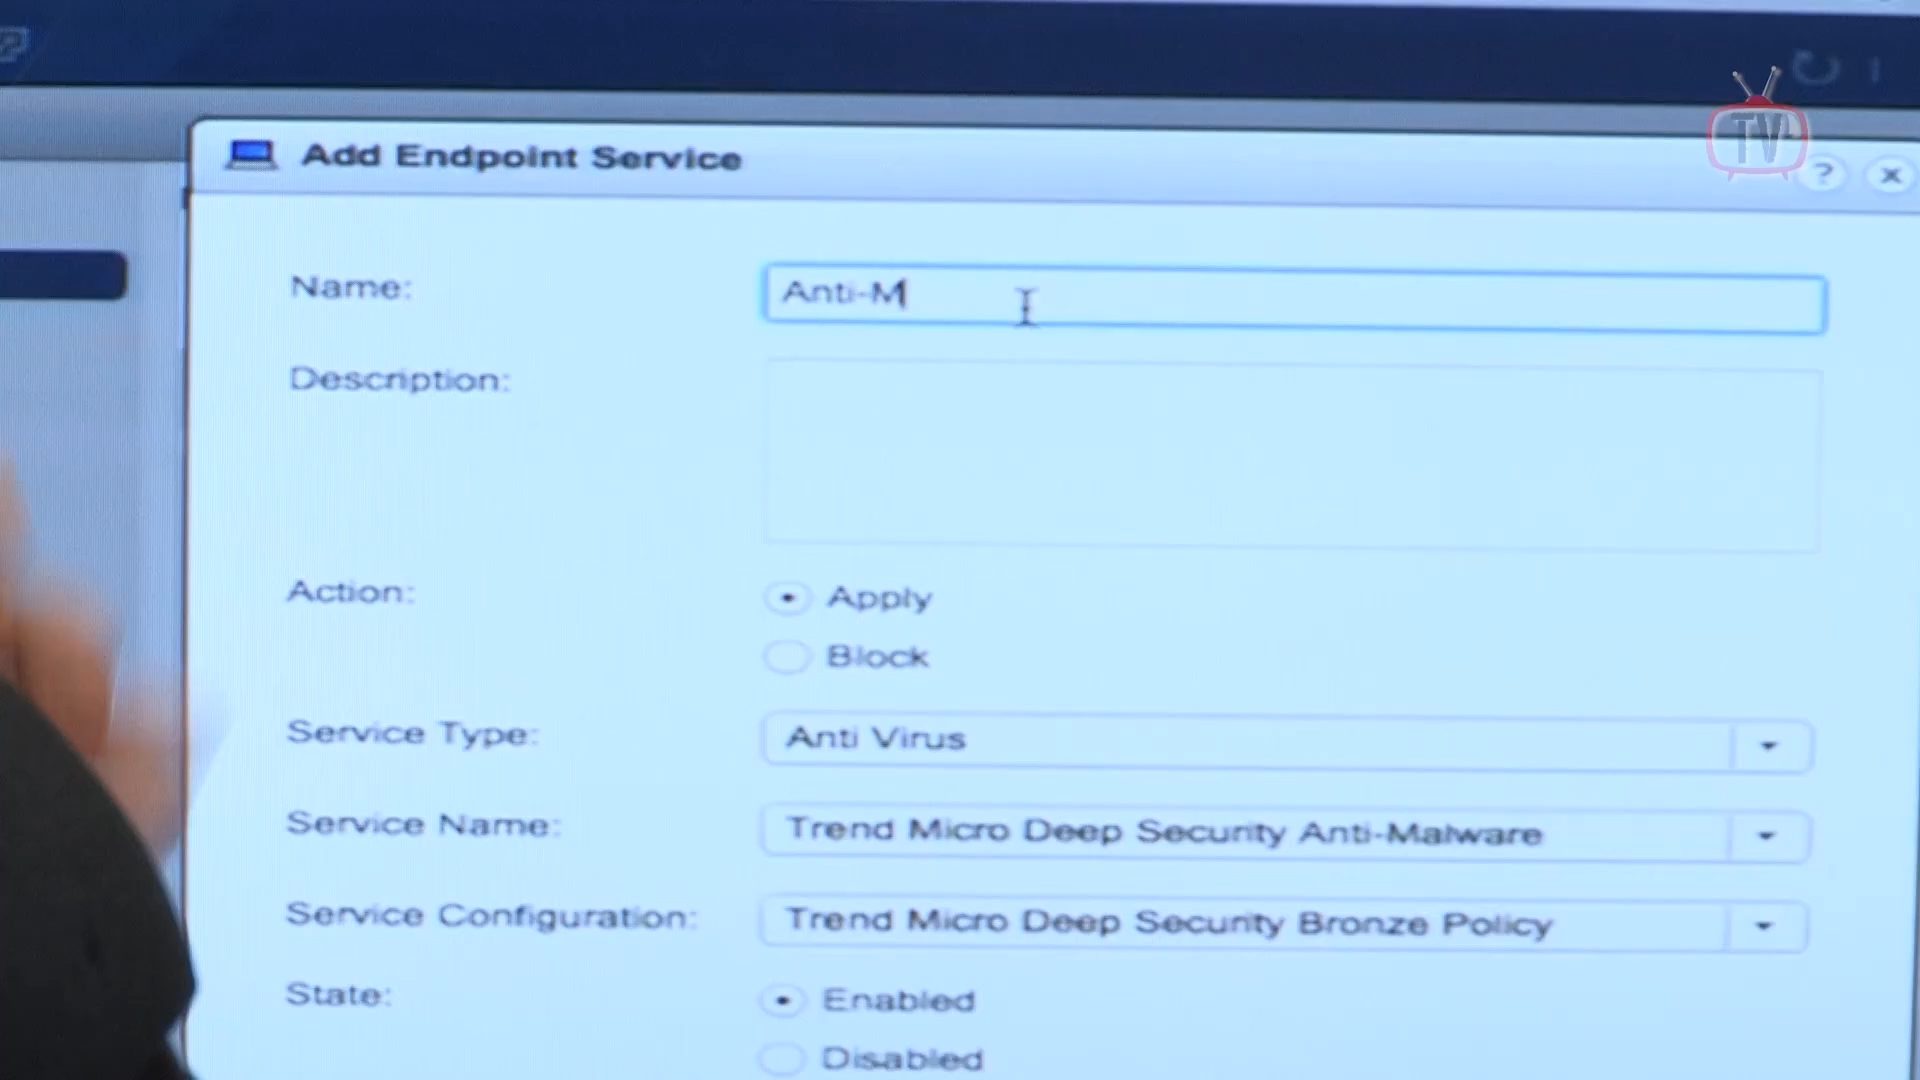 TV
Add Endpoint Service
?
x
Name:
Anti-M
Description:
Action:
Apply
Block
Service Type:
Anti Virus
Service Name:
Trend Micro Deep Security Anti-Malware
Service Configuration:
Trend Micro Deep Security Bronze Policy
State:
Enabled
Disabled